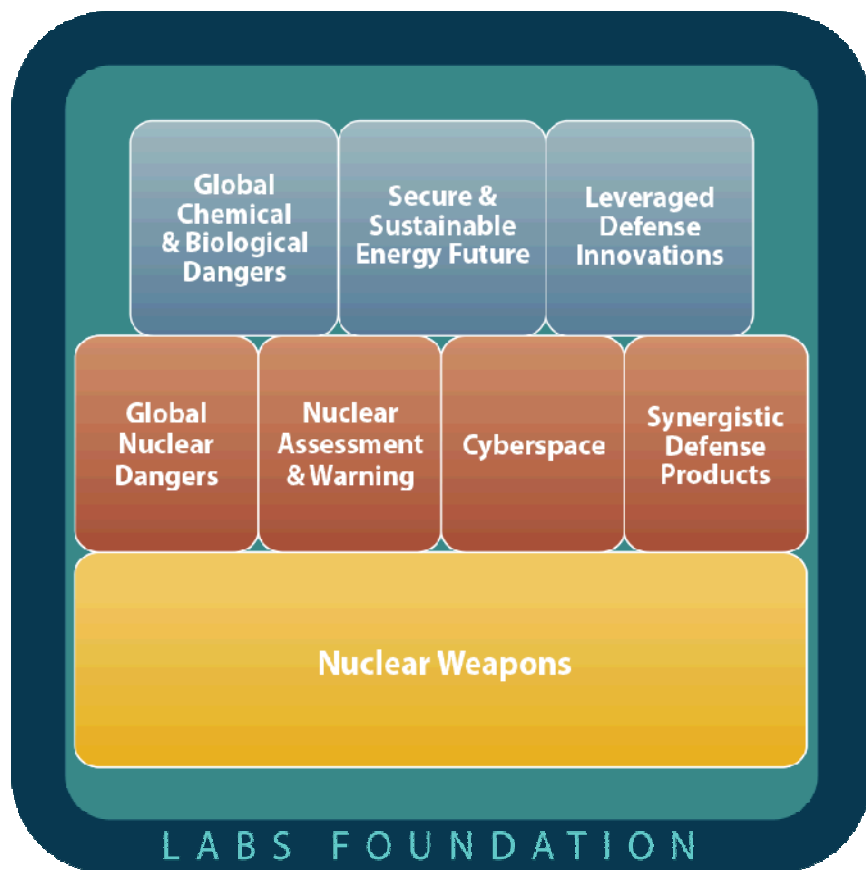 Global
Chemical
& Biological
Dangers
Secure &
Sustainable
Energy Future
Leveraged
Defense
Innovations
Global
Nuclear
Dangers
Nuclear
Assessment
& Warning
Cyberspace
Synergistic
Defense
Products
Nuclear Weapons
LABS FOUNDATION